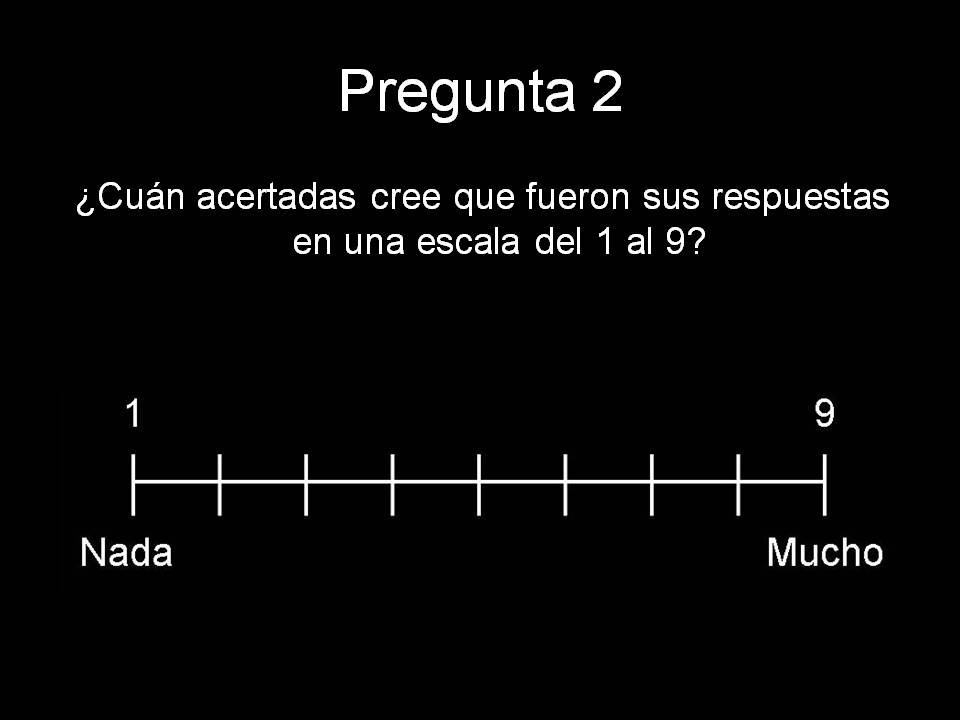 Pregunta 2
¿Cuán acertadas cree que fueron sus respuestas
en una escala del 1 al 9?
1 9
Nada Mucho